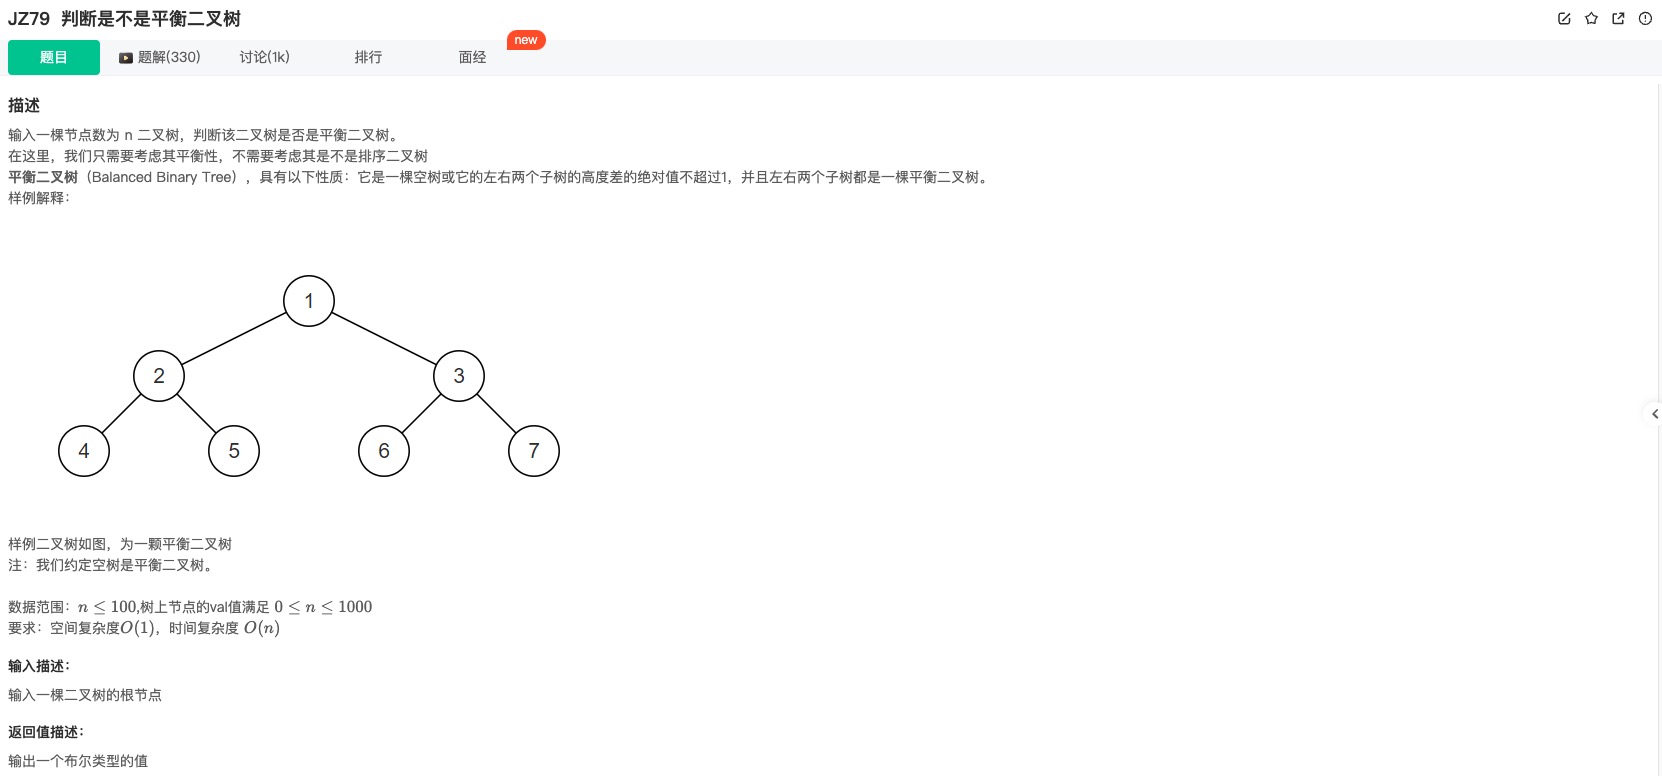 JZ79 判断是不是平衡二叉树
题目
题解(330)
讨论(1k)
排行
面经
new
描述
输入一棵节点数为 n 二叉树，判断该二叉树是否是平衡二叉树。
在这里，我们只需要考虑其平衡性，不需要考虑其是不是排序二叉树
平衡二叉树（Balanced Binary Tree），具有以下性质：它是一棵空树或它的左右两个子树的高度差的绝对值不超过1，并且左右两个子树都是一棵平衡二叉树。
样例解释：
1
2
3
4
5
6
7
样例二叉树如图，为一颗平衡二叉树
注：我们约定空树是平衡二叉树。
数据范围：n ≤ 100,树上节点的val值满足 0 ≤ n ≤ 1000
要求：空间复杂度O(1)，时间复杂度 O(n)
输入描述：
输入一棵二叉树的根节点
返回值描述：
输出一个布尔类型的值